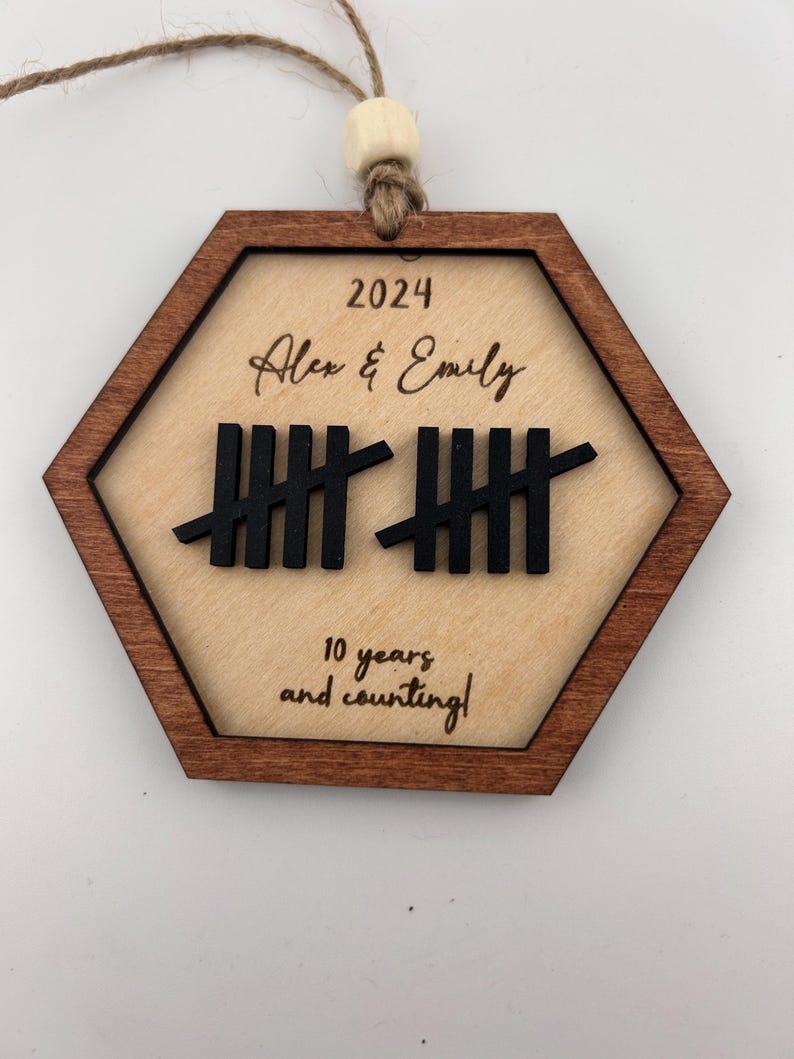 2024
Alex & Emily
10 years
and counting!